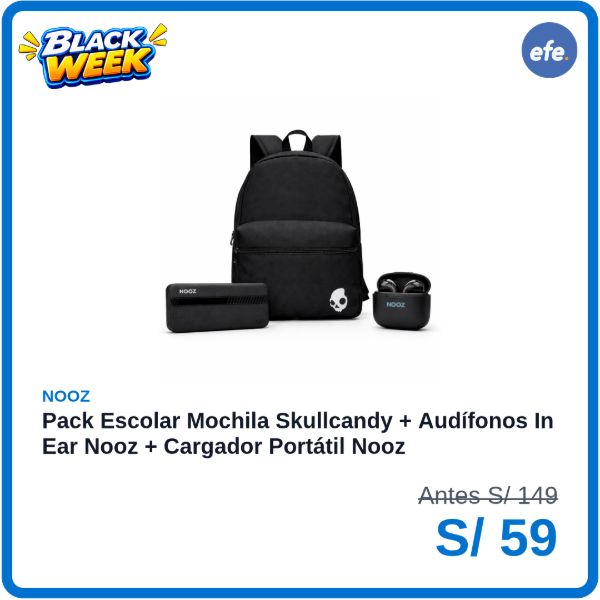 BLACK
WEEK
efe.
NOOZ
NOOZ
NOOZ
Pack Escolar Mochila Skullcandy + Audífonos In
Ear Nooz + Cargador Portátil Nooz
Antes S/ 149
S/ 59